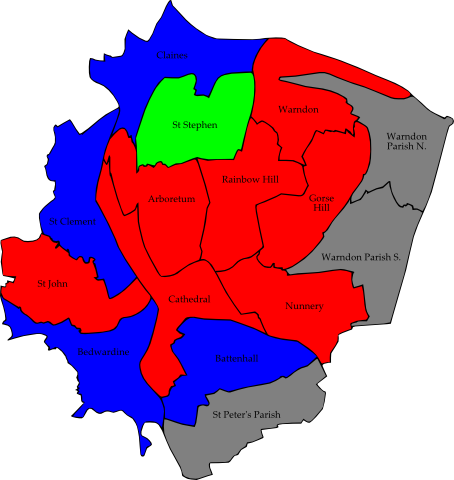 Claines
St Stephen
Warndon
Warndon
Parish N.
Rainbow Hill
Arboretum
Gorse
Hill
St Clement
Warndon Parish S.
St John
Cathedral
Nunnery
Bedwardine
Battenhall
St Peter's Parish